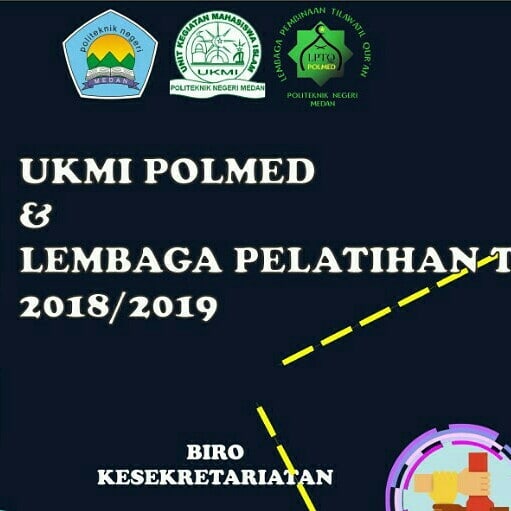 politeknik negeri
MEDAN
UNIT KEGIATAN MAHASISWA ISLAM
UKMI
POLITEKNIK NEGERI MEDAN
LEMBAGA PEMBINAAN TILAWATIL QUR'AN
LPTQ
POLMED
POLITEKNIK NEGERI
MEDAN
UKMI POLMED
&
LEMBAGA PELATIHAN T
2018/2019
BIRO
KESEKRETARIATAN